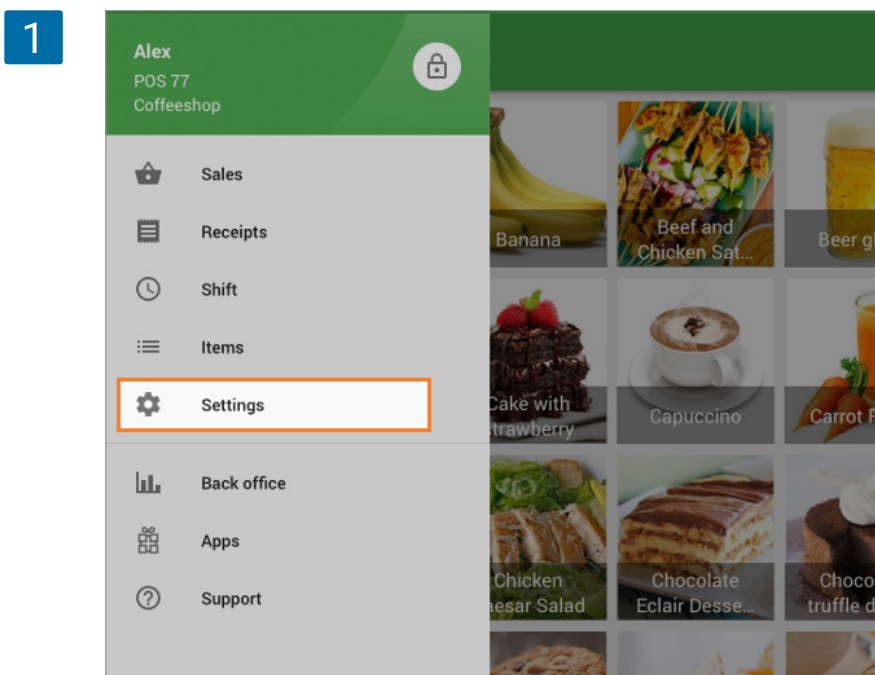 1
Alex
POS 77
Coffeeshop
Sales
Receipts
Shift
Items
Settings
Back office
Apps
Support
Banana
Beef and
Chicken Sat...
Beer gl
Cake with
trawberry
Capuccino
Carrot F
Chicken
aesar Salad
Chocolate
Eclair Desse...
Choco
truffle d